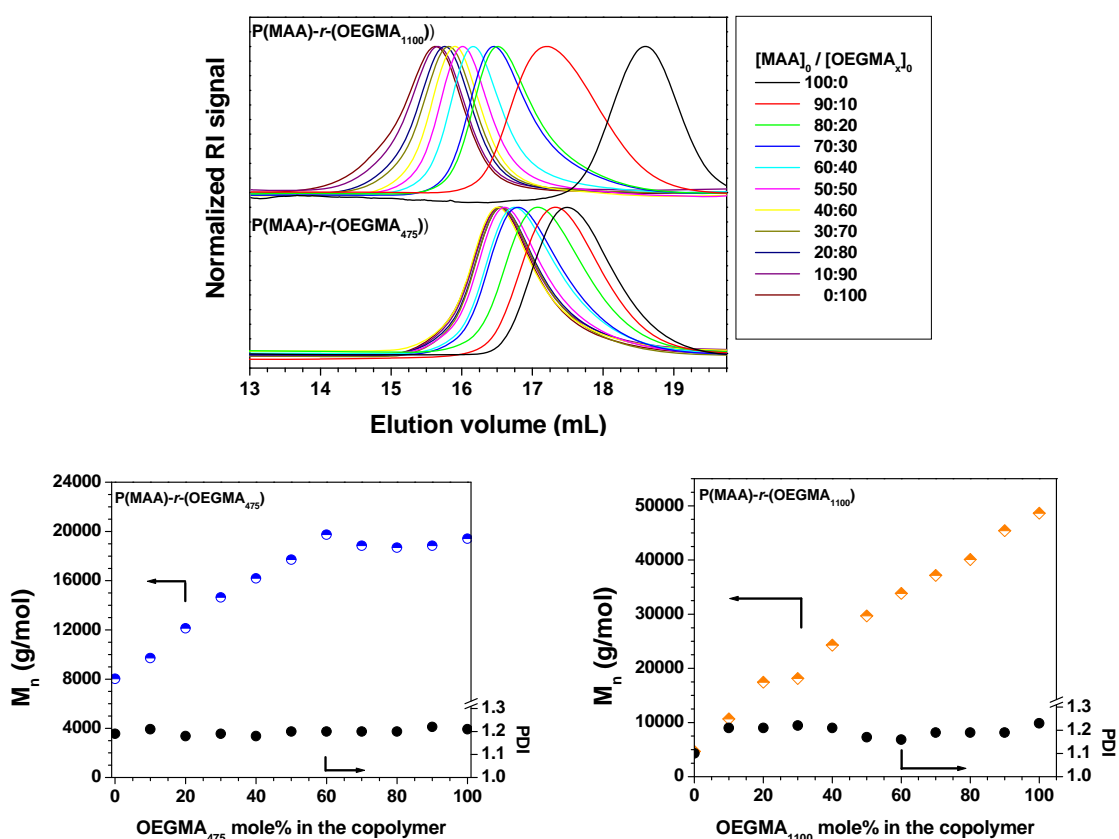 P(MAA)-r-(OEGMA1100))
P(MAA)-r-(OEGMA475))
Normalized RI signal
13 14 15 16 17 18 19
Elution volume (mL)
[MAA]0 / [OEGMAx]0
100:0
90:10
80:20
70:30
60:40
50:50
40:60
30:70
20:80
10:90
0:100
P(MAA)-r-(OEGMA475)
Mn (g/mol)
24000
20000
16000
12000
8000
4000
0
1.3
1.2
1.1
1.0
PDI
0 20 40 60 80 100
OEGMA475 mole% in the copolymer
P(MAA)-r-(OEGMA1100)
Mn (g/mol)
50000
40000
30000
20000
10000
0
1.3
1.2
1.1
1.0
PDI
0 20 40 60 80 100
OEGMA1100 mole% in the copolymer